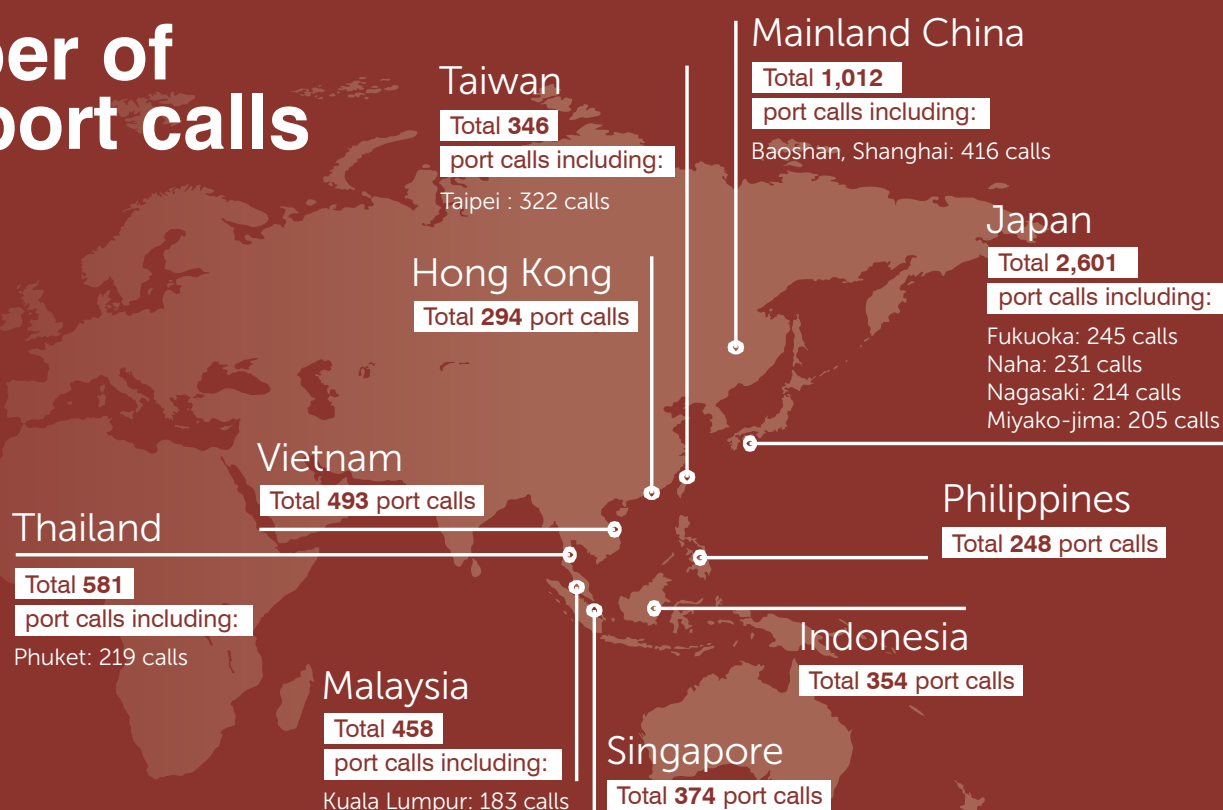 er of
port calls
Mainland China
Total 1,012
port calls including:
Baoshan, Shanghai: 416 calls
Taiwan
Total 346
port calls including:
Taipei : 322 calls
Japan
Total 2,601
port calls including:
Fukuoka: 245 calls
Naha: 231 calls
Nagasaki: 214 calls
Miyako-jima: 205 calls
Hong Kong
Total 294 port calls
Vietnam
Total 493 port calls
Philippines
Total 248 port calls
Thailand
Total 581
port calls including:
Phuket: 219 calls
Indonesia
Total 354 port calls
Malaysia
Total 458
port calls including:
Kuala Lumpur: 183 calls
Singapore
Total 374 port calls